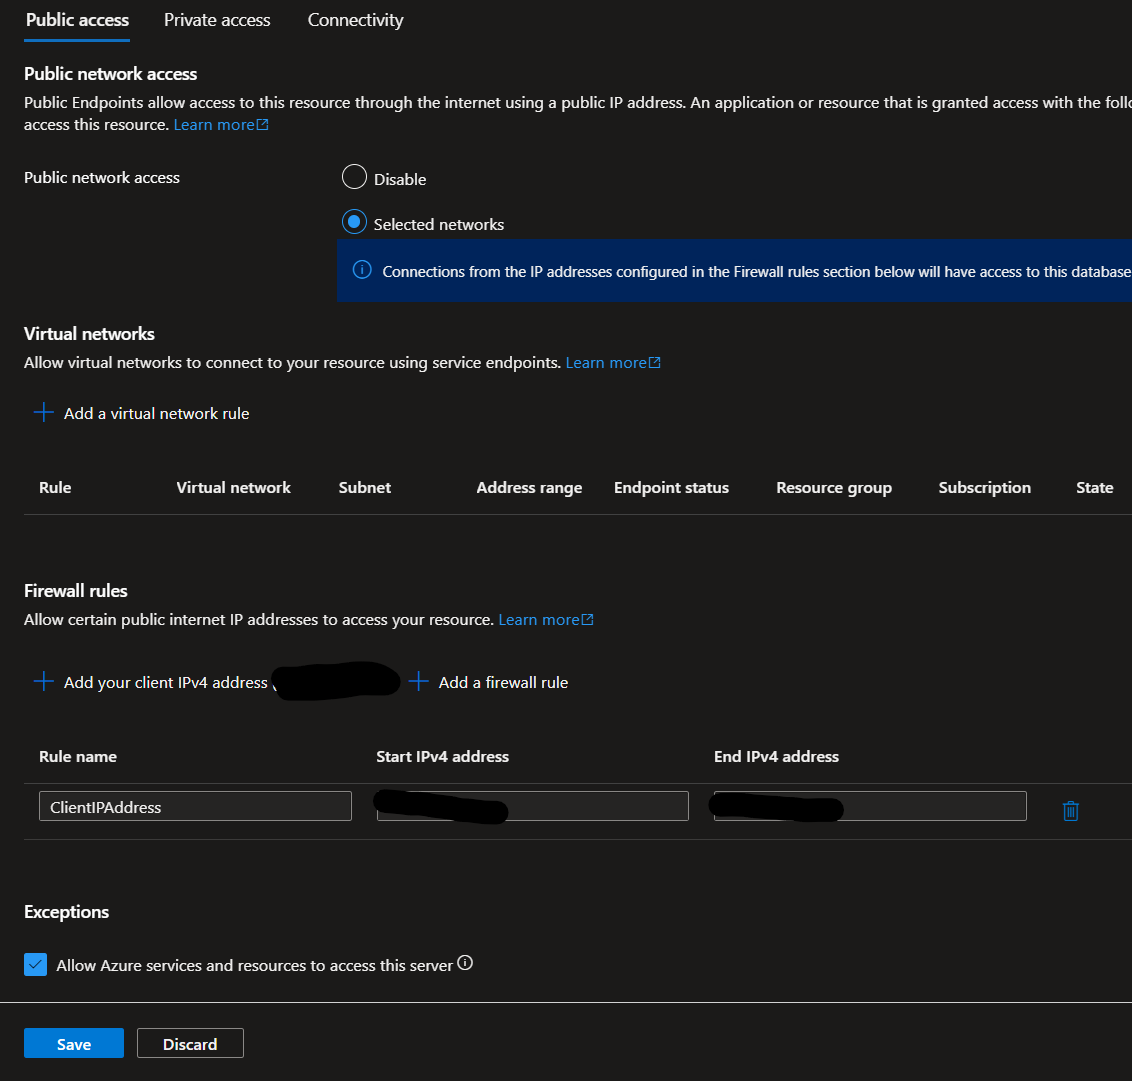 Public access Private access Connectivity
Public network access
Public Endpoints allow access to this resource through the internet using a public IP address. An application or resource that is granted access with the
access this resource. Learn more
Public network access
Disable
Selected networks
Connections from the IP addresses configured in the Firewall rules section below will have access to this database
Virtual networks
Allow virtual networks to connect to your resource using service endpoints. Learn more
Add a virtual network rule
Rule Virtual network Subnet Address range Endpoint status Resource group Subscription State
Firewall rules
Allow certain public internet IP addresses to access your resource. Learn more
Add your client IPv4 address ( Add a firewall rule
Rule name Start IPv4 address End IPv4 address
ClientIPAddress
Exceptions
Allow Azure services and resources to access this server
Save Discard